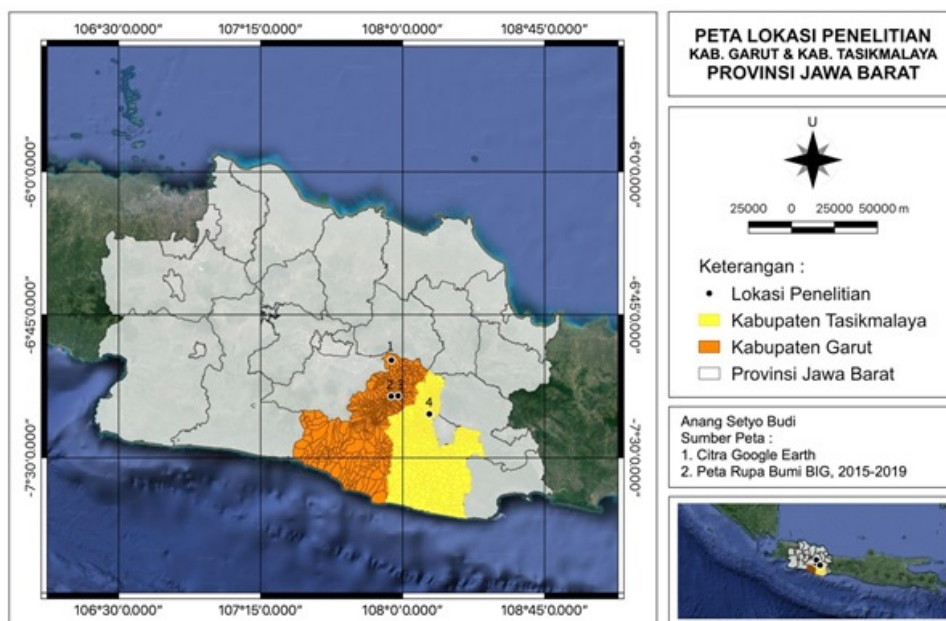 106°30'0.000"
107°15'0.000"
108°0'0.000"
108°45'0.000"
-6°0'0.000"
-6°45'0.000"
-7°30'0.000"
-6°0'0.000"
-6°45'0.000"
-7°30'0.000"
1
2 3
4
106°30'0.000"
107°15'0.000"
108°0'0.000"
108°45'0.000"
PETA LOKASI PENELITIAN
KAB. GARUT & KAB. TASIKMALAYA
PROVINSI JAWA BARAT
U
25000 0 25000 50000 m
Keterangan :
Lokasi Penelitian
Kabupaten Tasikmalaya
Kabupaten Garut
Provinsi Jawa Barat
Anang Setyo Budi
Sumber Peta :
1. Citra Google Earth
2. Peta Rupa Bumi BIG, 2015-2019